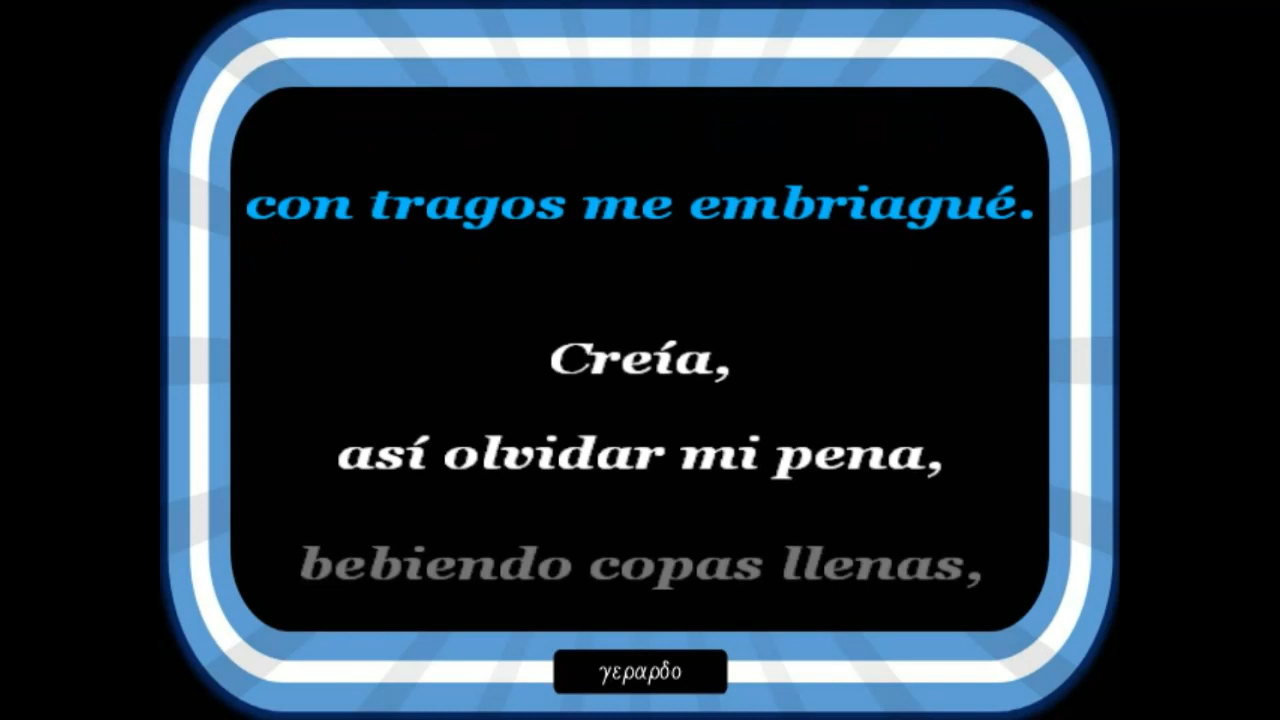 con tragos me embriagué.
Creía,
así olvidar mi pena,
bebiendo copas llenas,
γεραρδο